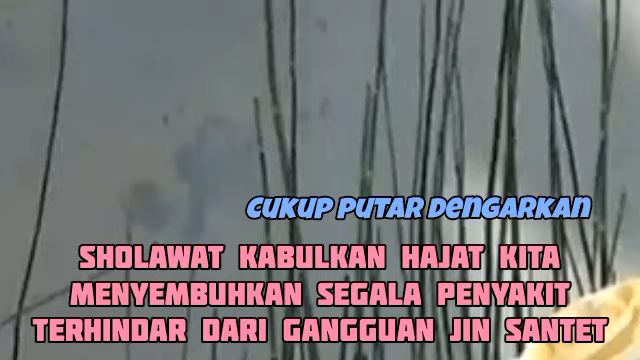 CUKUP PUTAR DENGARKAN
SHOLAWAT KABULKAN HAJAT KITA
MENYEMBUHKAN SEGALA PENYAKIT
TERHINDAR DARI GANGGUAN JIN SANTET